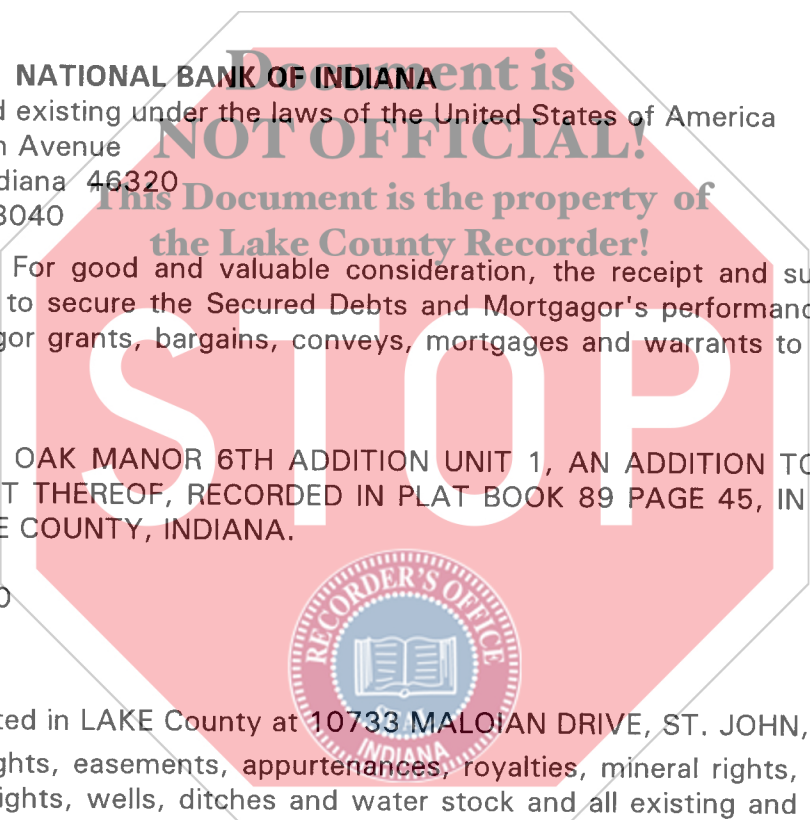 NATIONAL BANK OF INDIANA
Document is
d existing under the laws of the United States of America
NOT OFFICIAL!
n Avenue
diana 46320
This Document is the property of
3040
the Lake County Recorder!
For good and valuable consideration, the receipt and su
to secure the Secured Debts and Mortgagor's performanc
gor grants, bargains, conveys, mortgages and warrants to
STOP
OAK MANOR 6TH ADDITION UNIT 1, AN ADDITION TO
T THEREOF, RECORDED IN PLAT BOOK 89 PAGE 45, IN
E COUNTY, INDIANA.
0
RECORDER'S OFFICE
SEAL
INDIANA
ted in LAKE County at 10733 MALOIAN DRIVE, ST. JOHN,
ghts, easements, appurtenances, royalties, mineral rights,
ights, wells, ditches and water stock and all existing and